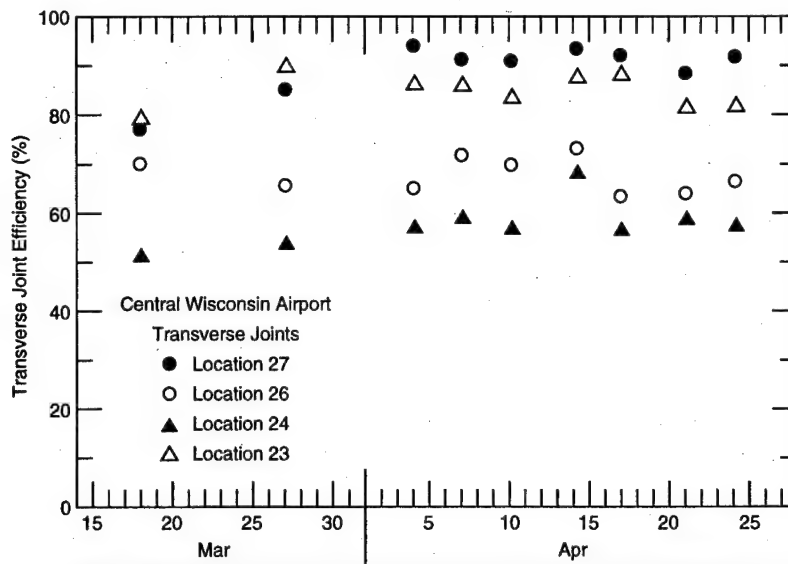 100
80
60
40
20
0
Transverse Joint Efficiency (%)
Central Wisconsin Airport
Transverse Joints
Location 27
Location 26
Location 24
Location 23
15 20 25 30 5 10 15 20 25
Mar Apr